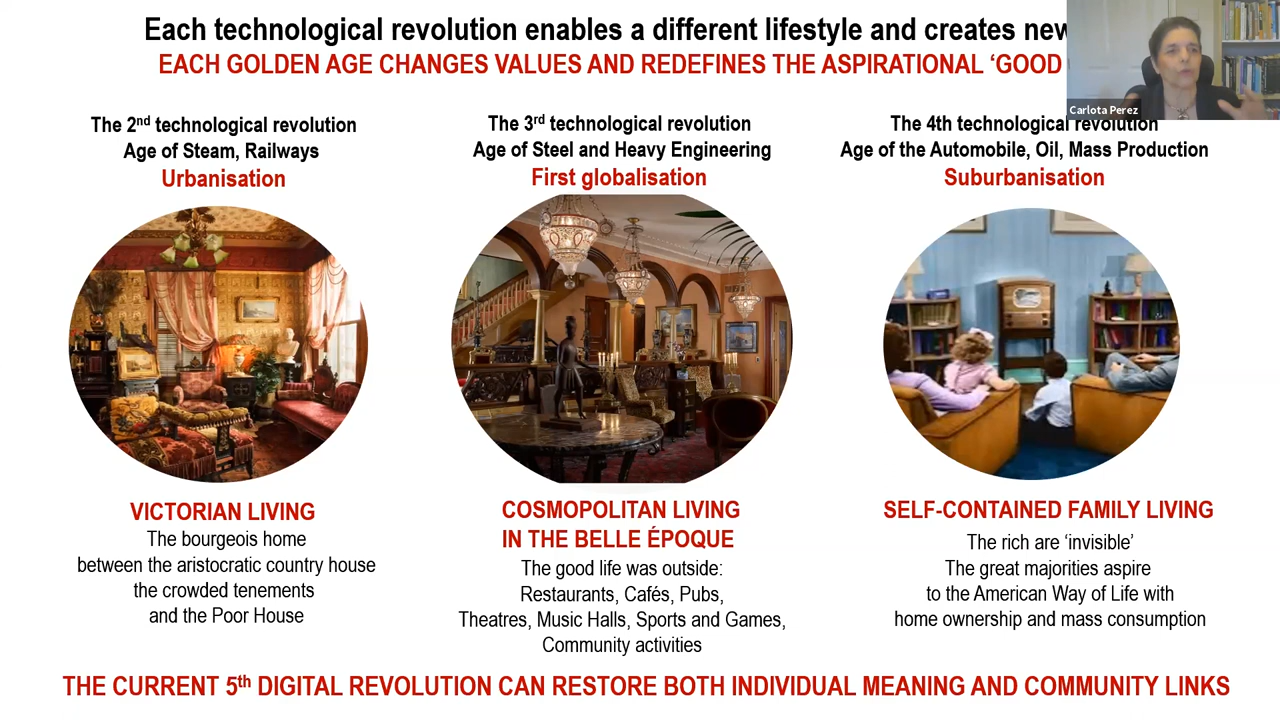 Each technological revolution enables a different lifestyle and creates new
EACH GOLDEN AGE CHANGES VALUES AND REDEFINES THE ASPIRATIONAL ‘GOOD
Carlota Perez
The 2nd technological revolution
Age of Steam, Railways
Urbanisation
The 3rd technological revolution
Age of Steel and Heavy Engineering
First globalisation
The 4th technological revolution
Age of the Automobile, Oil, Mass Production
Suburbanisation
VICTORIAN LIVING
The bourgeois home
between the aristocratic country house
the crowded tenements
and the Poor House
COSMOPOLITAN LIVING
IN THE BELLE ÉPOQUE
The good life was outside:
Restaurants, Cafés, Pubs,
Theatres, Music Halls, Sports and Games,
Community activities
SELF-CONTAINED FAMILY LIVING
The rich are ‘invisible’
The great majorities aspire
to the American Way of Life with
home ownership and mass consumption
THE CURRENT 5th DIGITAL REVOLUTION CAN RESTORE BOTH INDIVIDUAL MEANING AND COMMUNITY LINKS